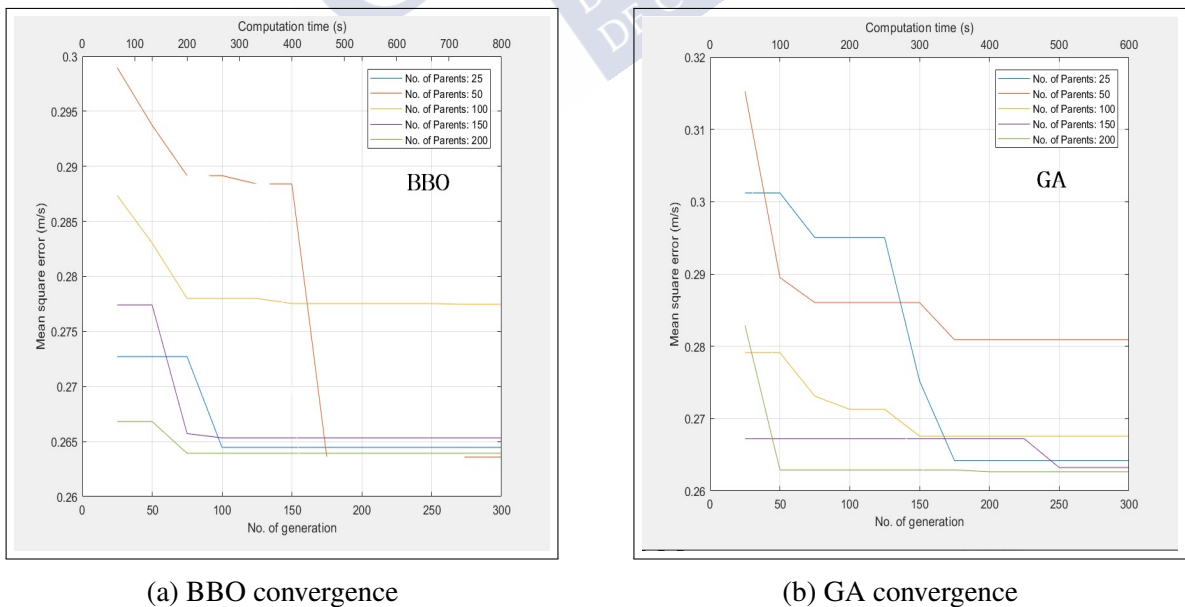 Computation time (s)
0 100 200 300 400 500 600 700 800
0.3
0.295
0.29
0.285
0.28
0.275
0.27
0.265
0.26
Mean square error (m/s)
No. of Parents: 25
No. of Parents: 50
No. of Parents: 100
No. of Parents: 150
No. of Parents: 200
BBO
0 50 100 150 200 250 300
No. of generation
(a) BBO convergence
Computation time (s)
0 100 200 300 400 500 600
0.32
0.31
0.3
0.29
0.28
0.27
0.26
Mean square error (m/s)
No. of Parents: 25
No. of Parents: 50
No. of Parents: 100
No. of Parents: 150
No. of Parents: 200
GA
0 50 100 150 200 250 300
No. of generation
(b) GA convergence